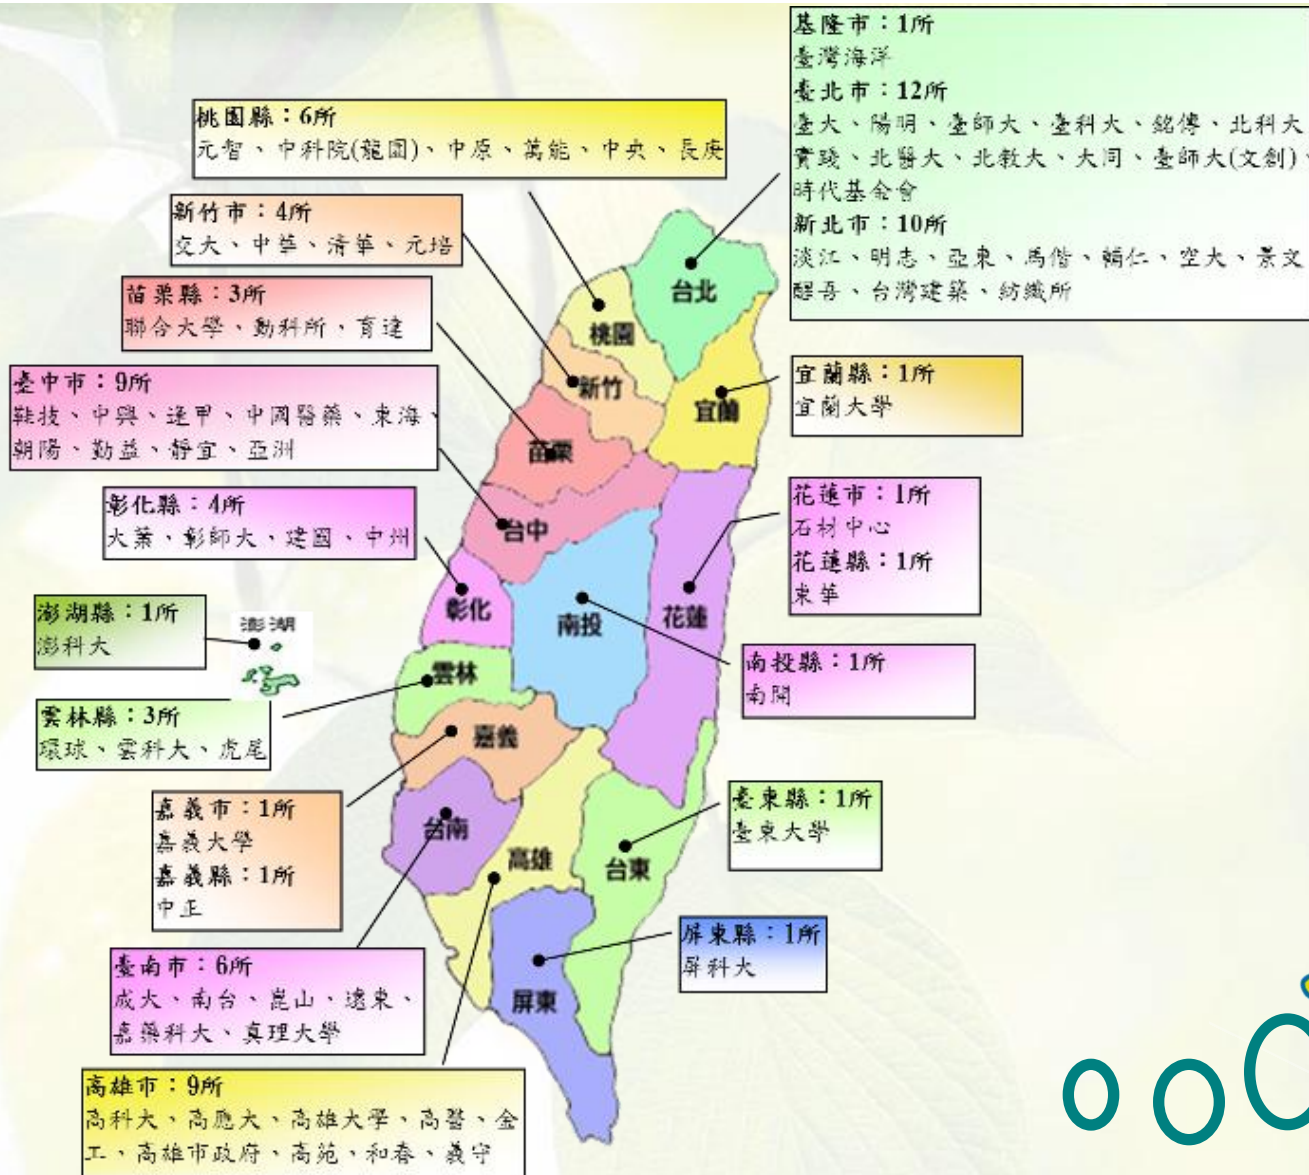 基隆市：1所
臺灣海洋
臺北市：12所
臺大、陽明、臺師大、臺科大、銘傳、北科大
實踐、北醫大、北教大、大同、臺師大(文創)、
時代基金會
新北市：10所
淡江、明志、亞東、馬偕、輔仁、空大、景文
醒吾、台灣建築、紡織所
桃園縣：6所
元智、中科院(龍園)、中原、萬能、中央、長庚
新竹市：4所
交大、中華、清華、元培
苗栗縣：3所
聯合大學、動科所、育達
臺中市：9所
鞋技、中興、逢甲、中國醫藥、東海、
朝陽、勤益、靜宜、亞洲
彰化縣：4所
大葉、彰師大、建國、中州
澎湖縣：1所
澎科大
雲林縣：3所
環球、雲科大、虎尾
嘉義市：1所
嘉義大學
嘉義縣：1所
中正
臺南市：6所
成大、南台、崑山、遠東、
嘉藥科大、真理大學
高雄市：9所
高科大、高應大、高雄大學、高醫、金
工、高雄市政府、高苑、和春、義守
宜蘭縣：1所
宜蘭大學
花蓮市：1所
石材中心
花蓮縣：1所
東華
南投縣：1所
南開
臺東縣：1所
臺東大學
屏東縣：1所
屏科大
台北
桃園
新竹
宜蘭
苗栗
台中
彰化
南投
花蓮
澎湖
雲林
嘉義
台南
高雄
台東
屏東